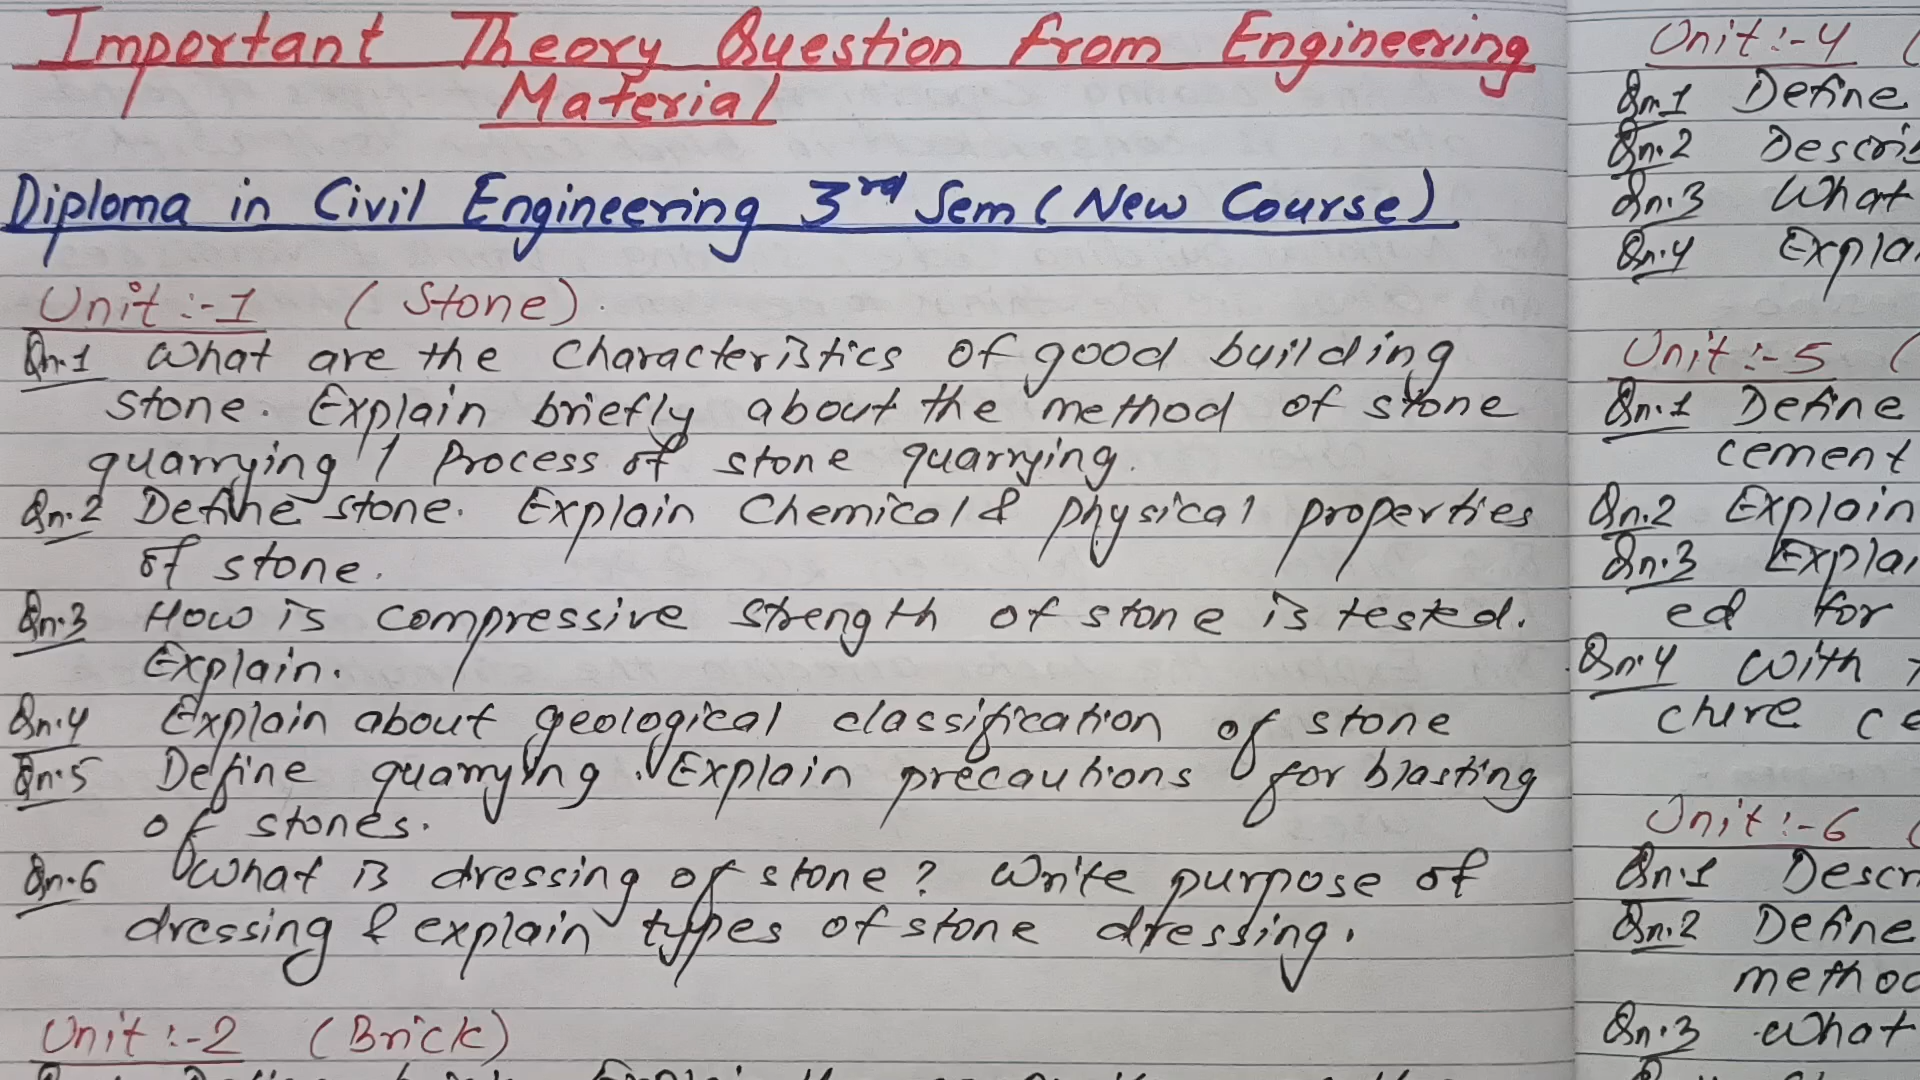 Important Theory Question from Engineering
Material
Diploma in Civil Engineering 3rd Sem (New Course)
Unit :- 1 (Stone)
Qn.1 What are the characteristics of good building
stone. Explain briefly about the method of stone
quarrying / Process of stone quarrying.
Qn.2 Define stone. Explain Chemical & physical properties
of stone.
Qn.3 How is compressive strength of stone is tested.
Explain.
Qn.4 Explain about geological classification of stone
Qn.5 Define quarrying. Explain precautions for blasting
of stones.
Qn.6 What is dressing of stone? Write purpose of
dressing & explain types of stone dressing.
Unit :- 2 (Brick)
Unit :- 4 (
Qn.1 Define
Qn.2
Qn.3 What
Qn.4
Unit :- 5 (
Qn.1 Define
cement
Qn.2 Explain
Qn.3
ed for
Qn.4 With
Unit :- 6 (
Qn.1
Qn.2 Define
Qn.3 What